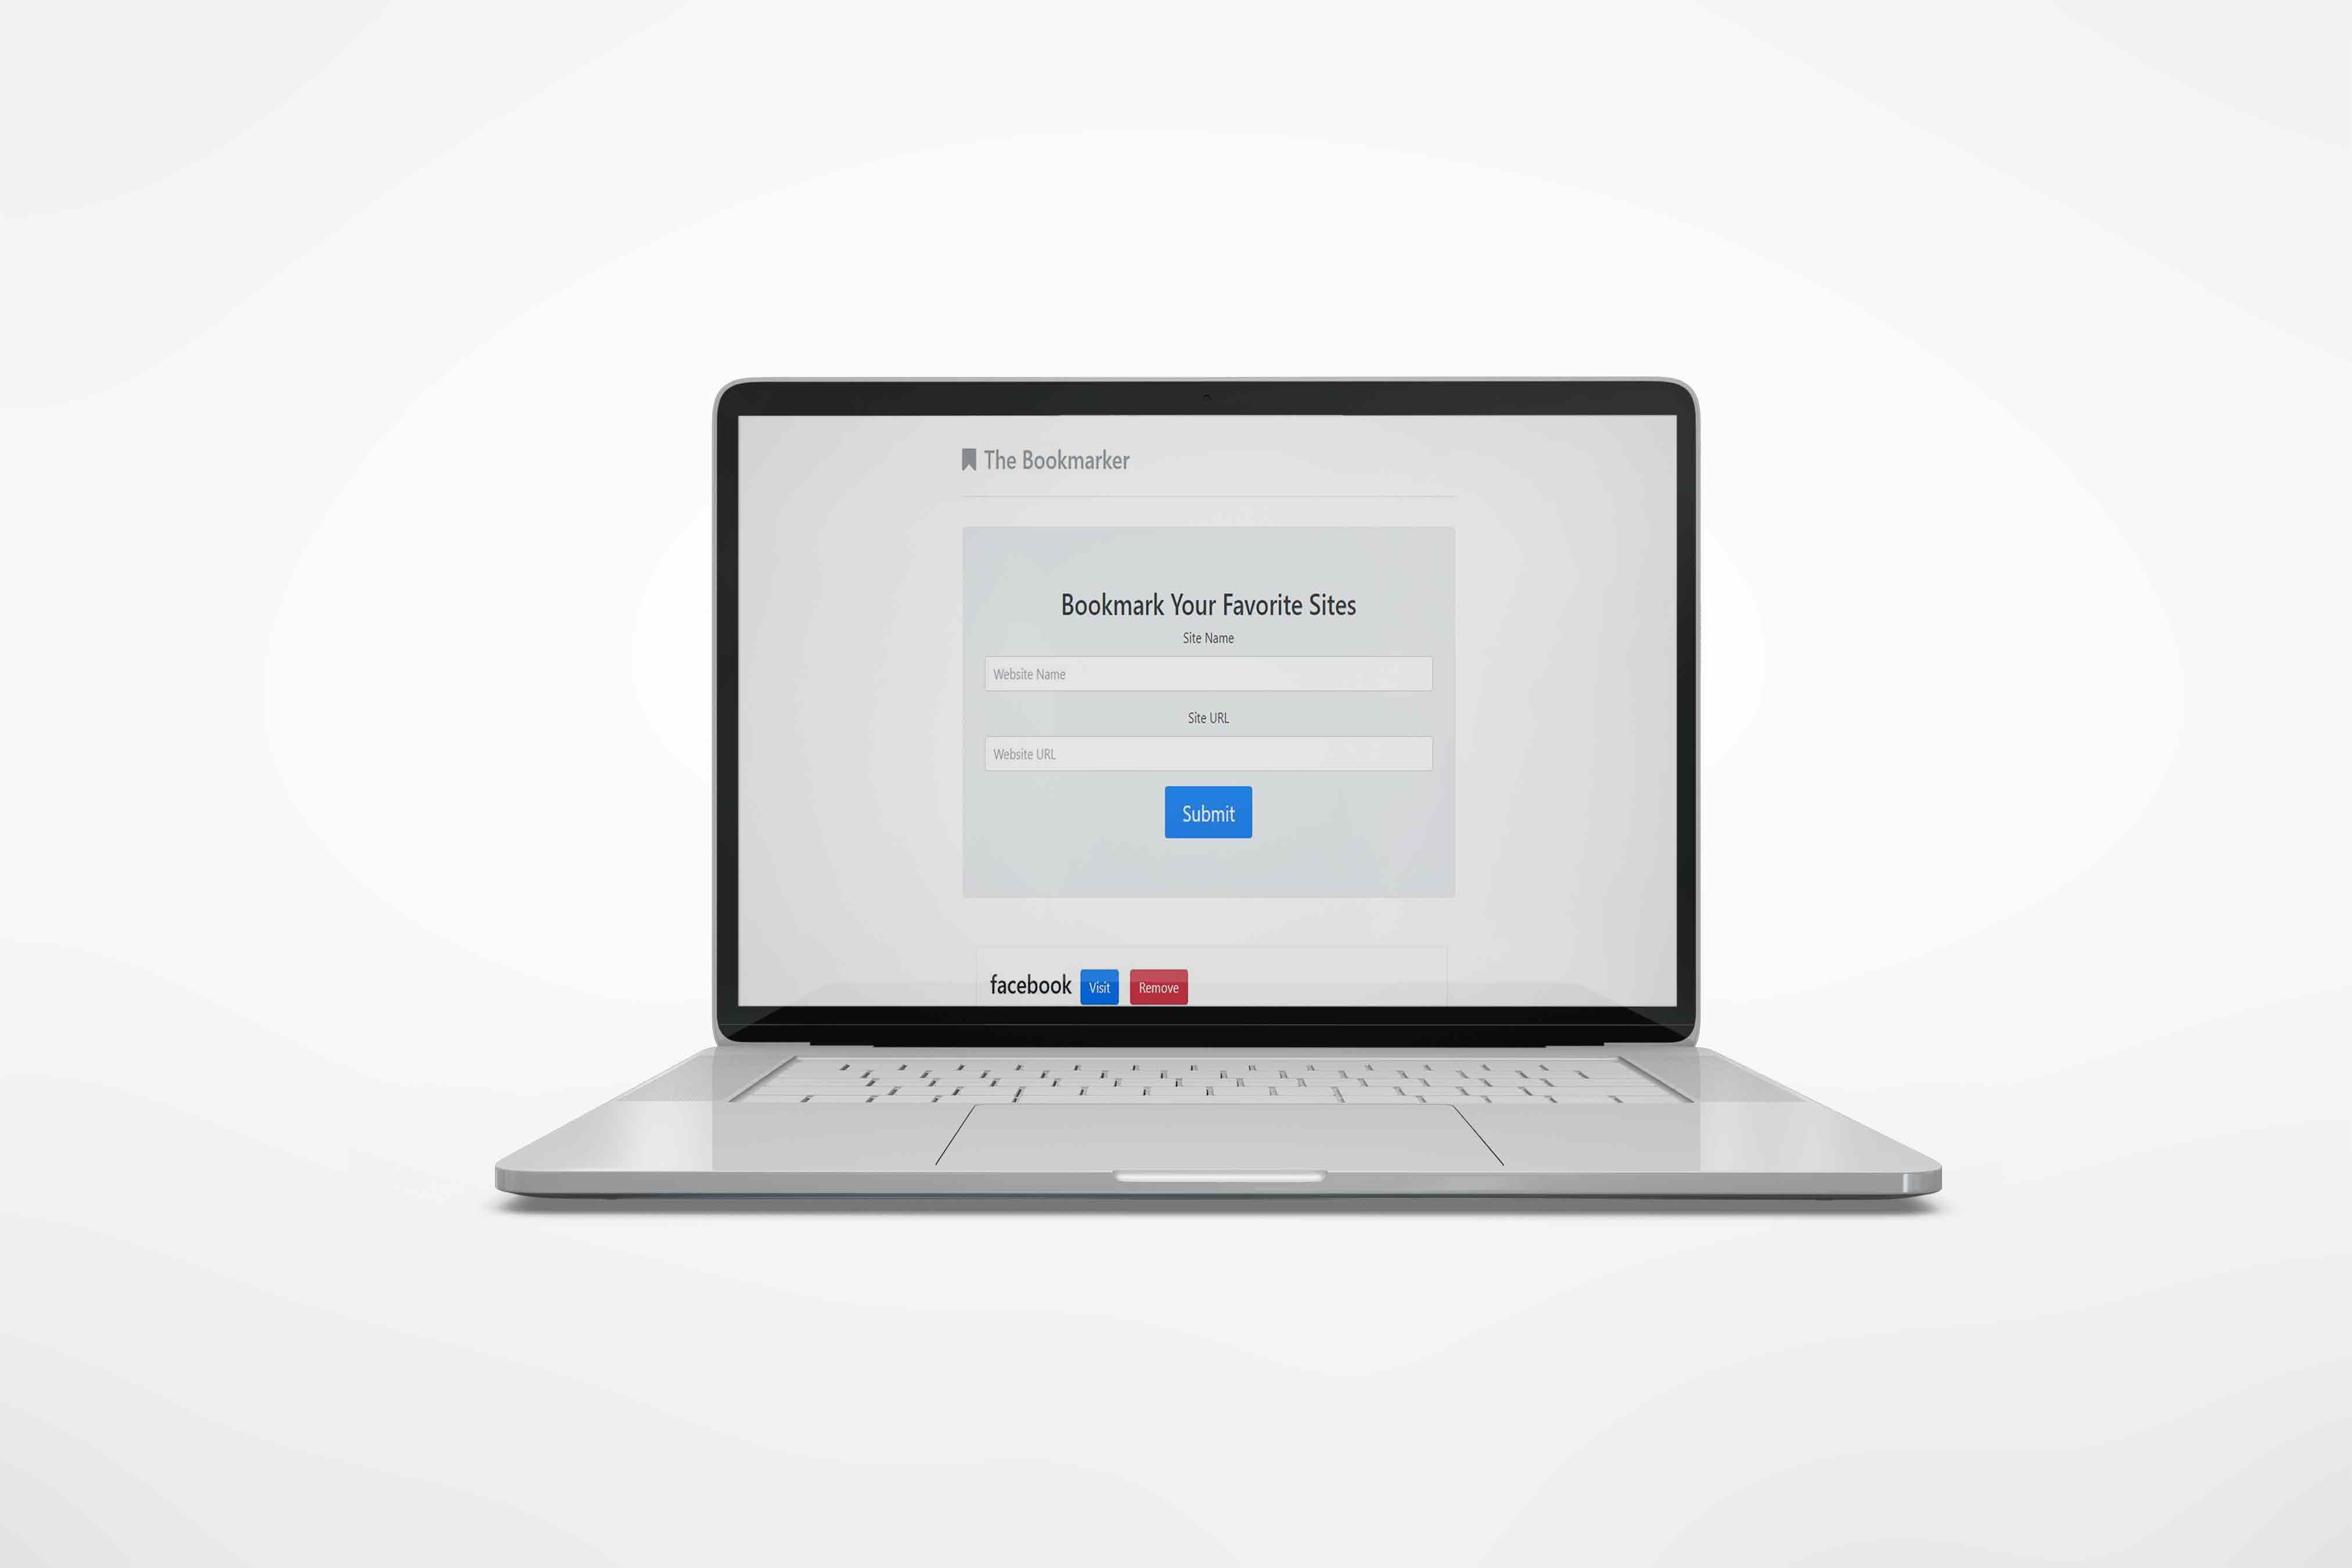 The Bookmarker
Bookmark Your Favorite Sites
Site Name
Website Name
Site URL
Website URL
Submit
facebook Visit Remove